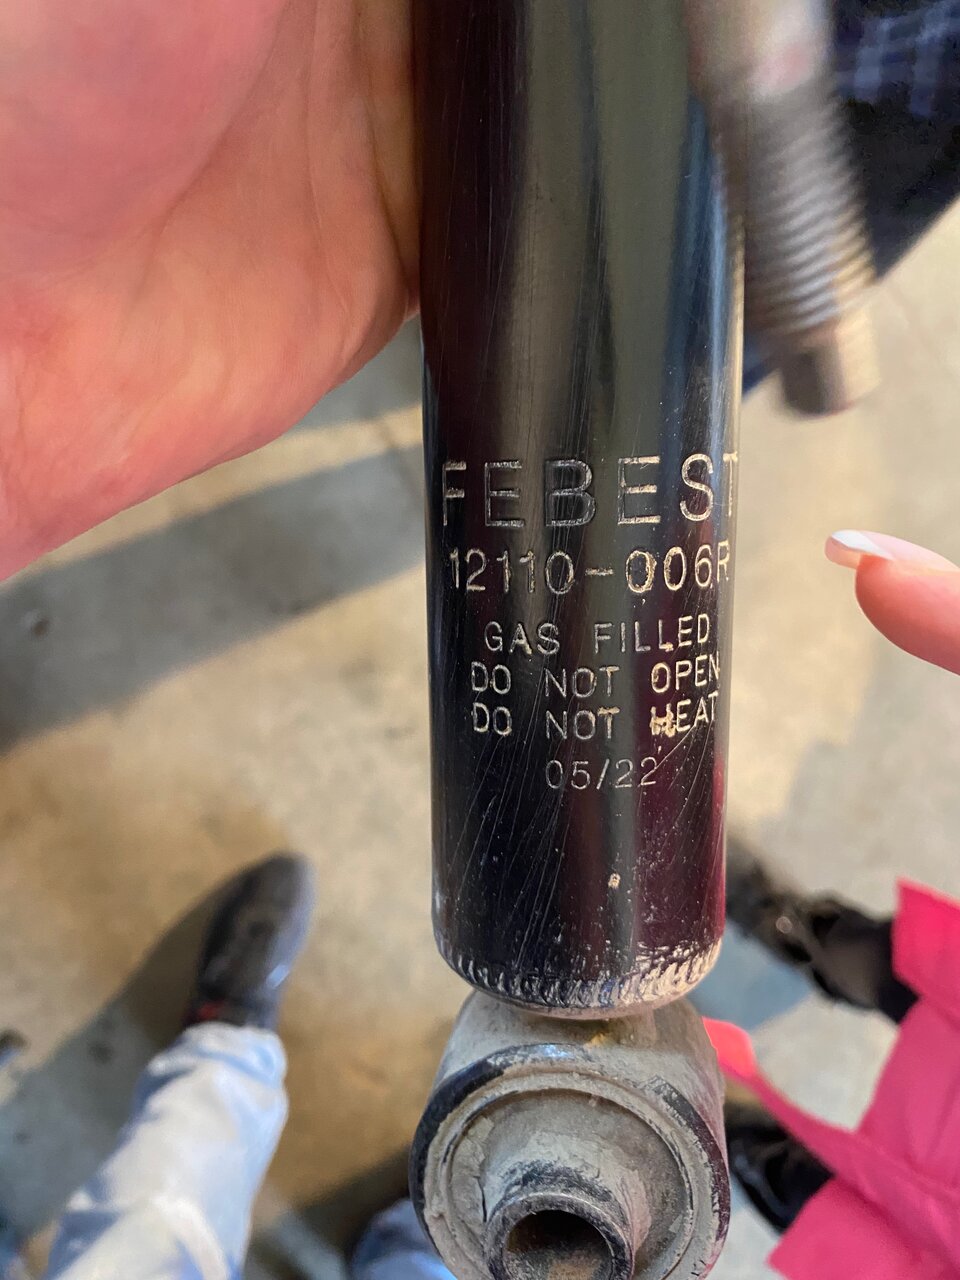 FEBEST
12110-006R
GAS FILLED
DO NOT OPEN
DO NOT HEAT
05/22